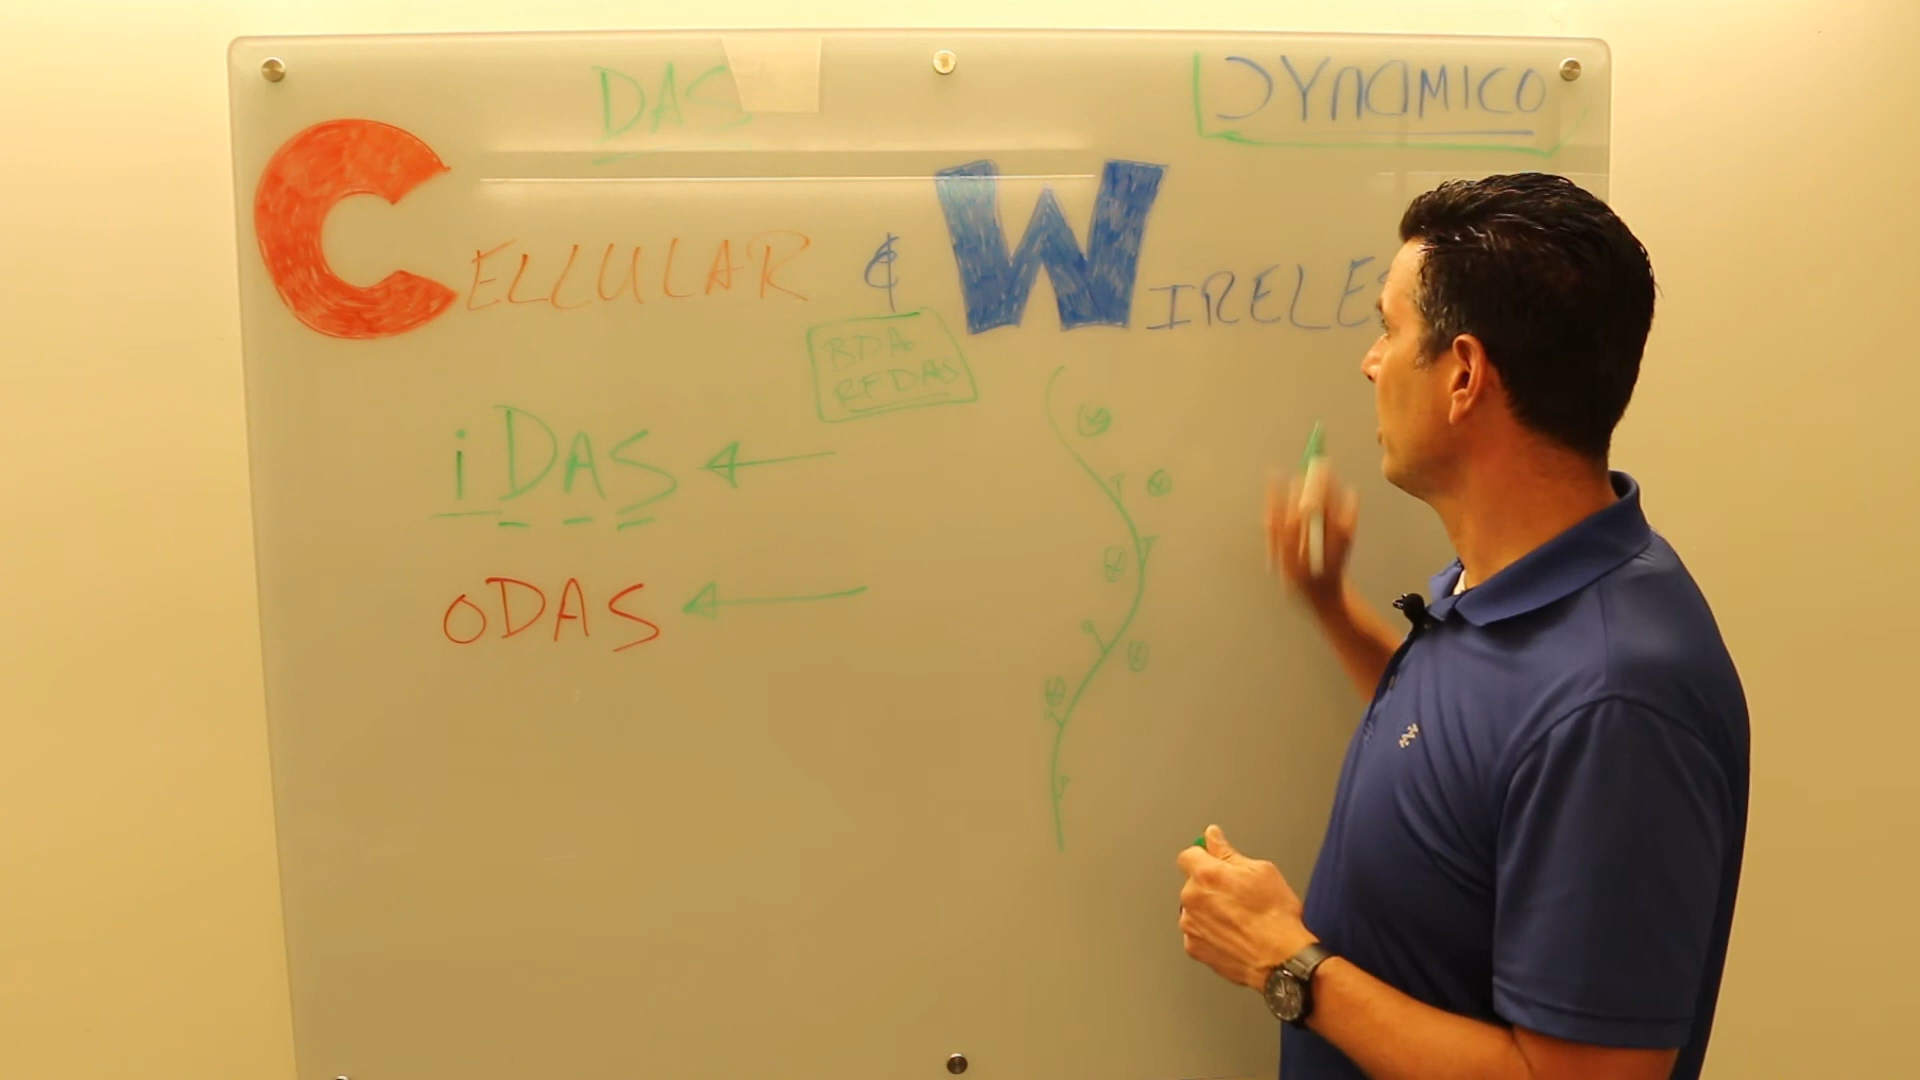 DAS
DYNAMICO
CELLULAR & WIRELES
BDA
RFDAS
iDAS
oDAS